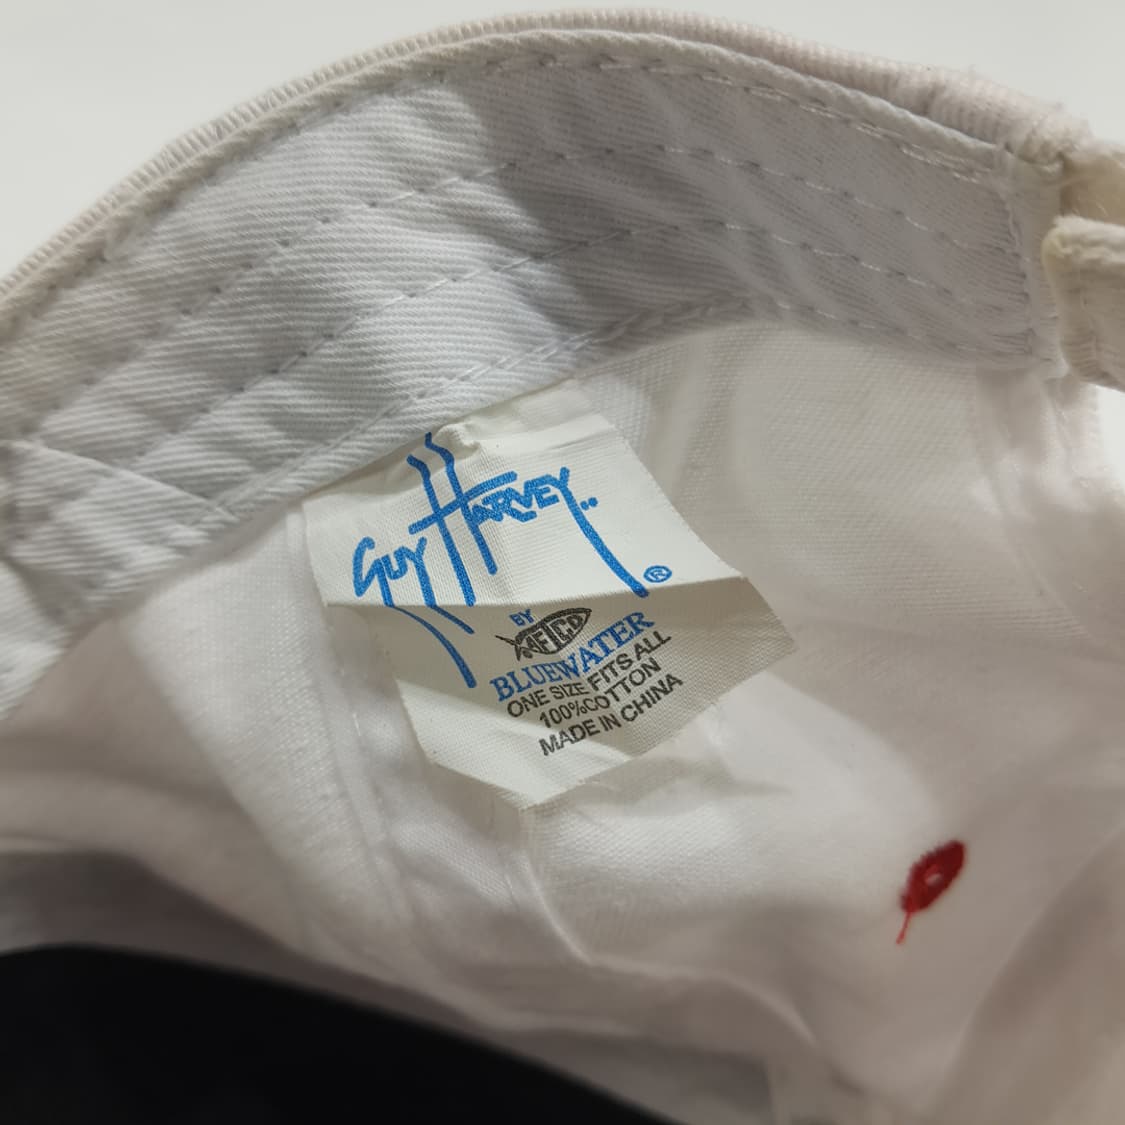 Guy Harvey®
BY AFTCO
BLUEWATER
ONE SIZE FITS ALL
100%COTTON
MADE IN CHINA